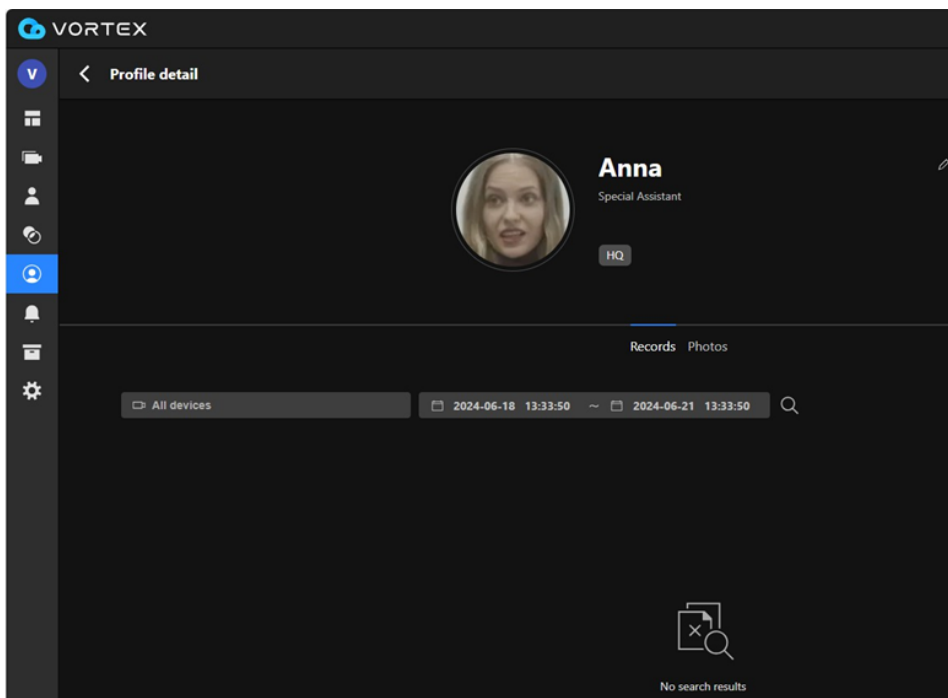 VORTEX
V
Profile detail
Anna
Special Assistant
HQ
Records Photos
All devices
2024-06-18 13:33:50 ~ 2024-06-21 13:33:50
No search results